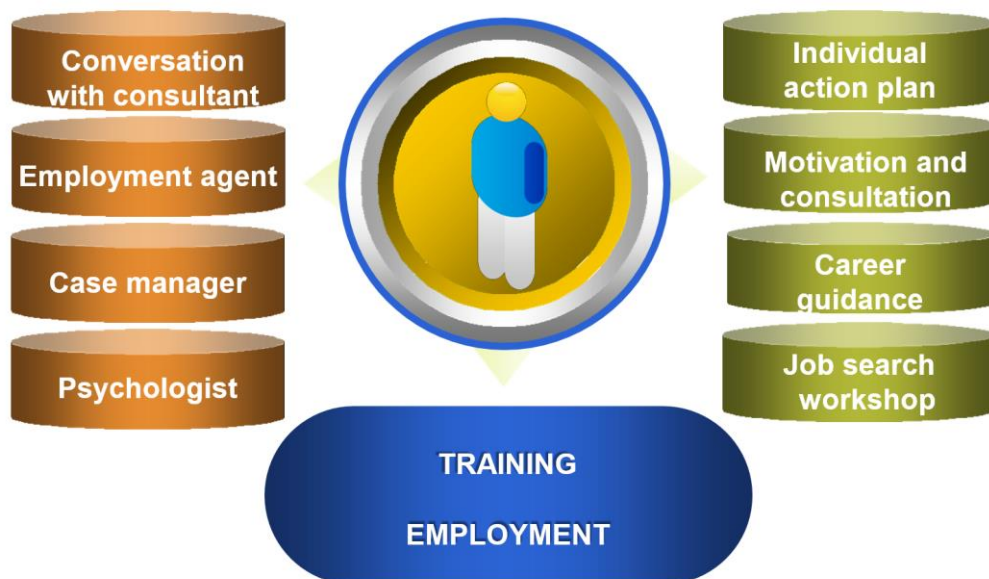 Conversation
with consultant
Employment agent
Case manager
Psychologist
Individual
action plan
Motivation and
consultation
Career
guidance
Job search
workshop
TRAINING
EMPLOYMENT